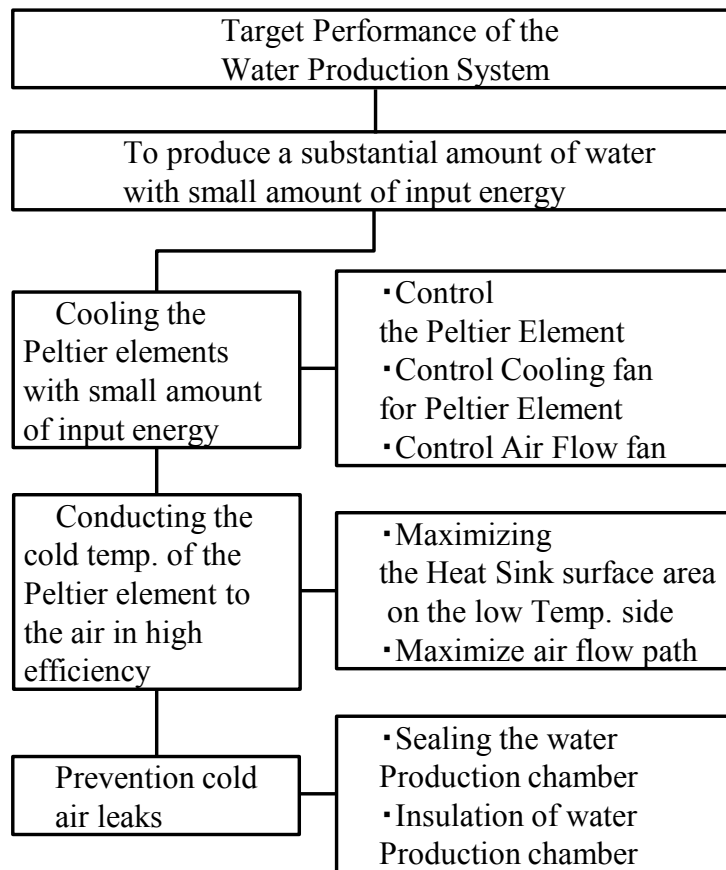 Target Performance of the
Water Production System
To produce a substantial amount of water
with small amount of input energy
Cooling the
Peltier elements
with small amount
of input energy
・Control
the Peltier Element
・Control Cooling fan
for Peltier Element
・Control Air Flow fan
Conducting the
cold temp. of the
Peltier element to
the air in high
efficiency
・Maximizing
the Heat Sink surface area
on the low Temp. side
・Maximize air flow path
Prevention cold
air leaks
・Sealing the water
Production chamber
・Insulation of water
Production chamber